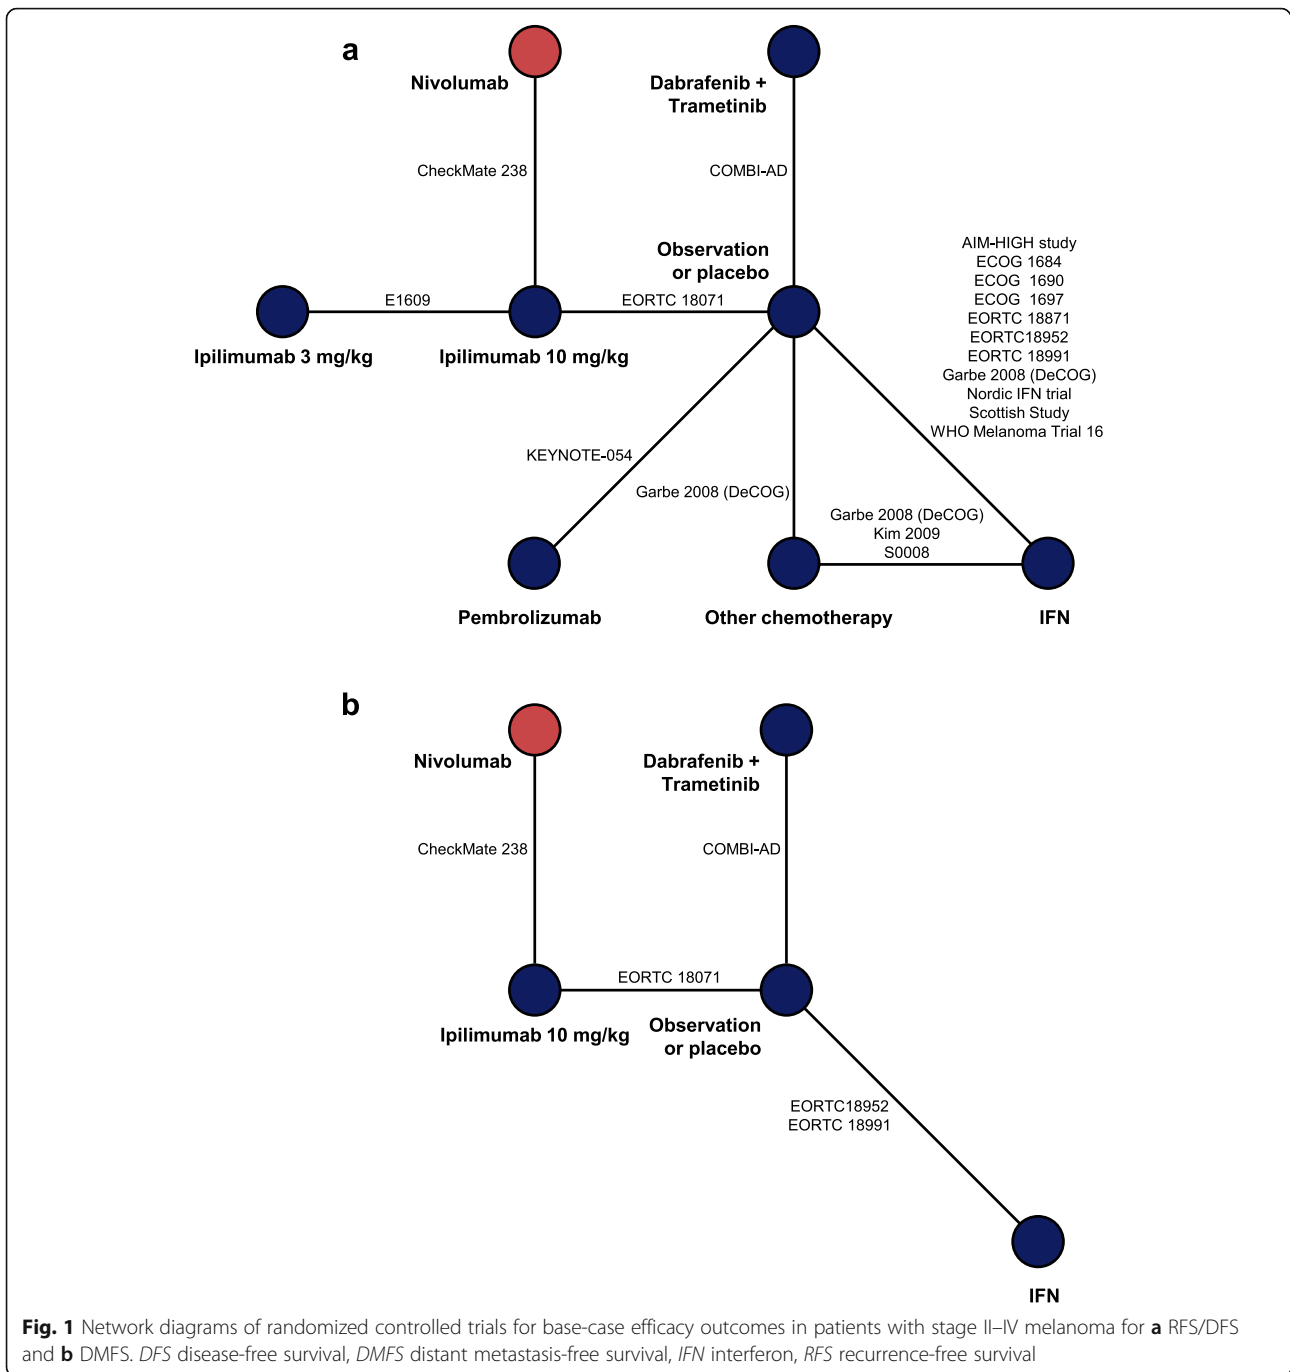 a
Nivolumab
Dabrafenib +
Trametinib
CheckMate 238
COMBI-AD
Observation
or placebo
AIM-HIGH study
ECOG 1684
ECOG 1690
ECOG 1697
EORTC 18871
EORTC18952
EORTC 18991
Garbe 2008 (DeCOG)
Nordic IFN trial
Scottish Study
WHO Melanoma Trial 16
E1609
EORTC 18071
Ipilimumab 3 mg/kg
Ipilimumab 10 mg/kg
KEYNOTE-054
Garbe 2008 (DeCOG)
Garbe 2008 (DeCOG)
Kim 2009
S0008
Pembrolizumab
Other chemotherapy
IFN
b
Nivolumab
Dabrafenib +
Trametinib
CheckMate 238
COMBI-AD
EORTC 18071
Ipilimumab 10 mg/kg
Observation
or placebo
EORTC18952
EORTC 18991
IFN
Fig. 1 Network diagrams of randomized controlled trials for base-case efficacy outcomes in patients with stage II–IV melanoma for a RFS/DFS
and b DMFS. DFS disease-free survival, DMFS distant metastasis-free survival, IFN interferon, RFS recurrence-free survival